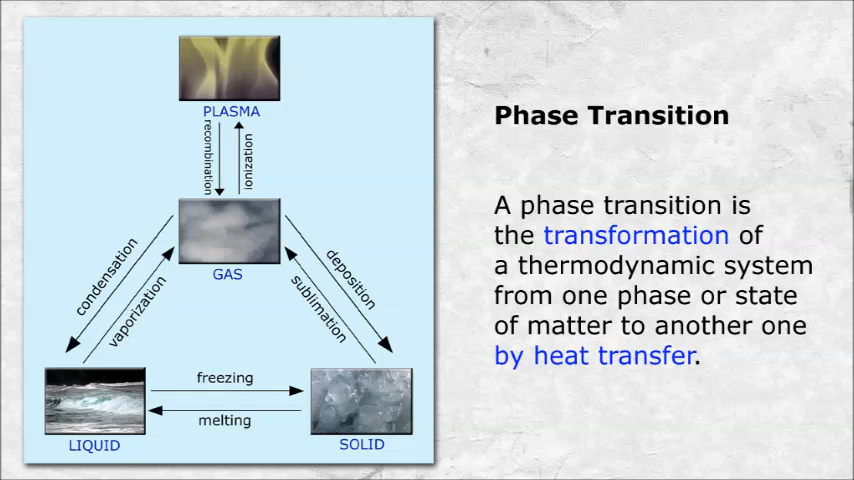 PLASMA
recombination
ionization
GAS
condensation
vaporization
deposition
sublimation
freezing
melting
LIQUID
SOLID
Phase Transition
A phase transition is
the transformation of
a thermodynamic system
from one phase or state
of matter to another one
by heat transfer.